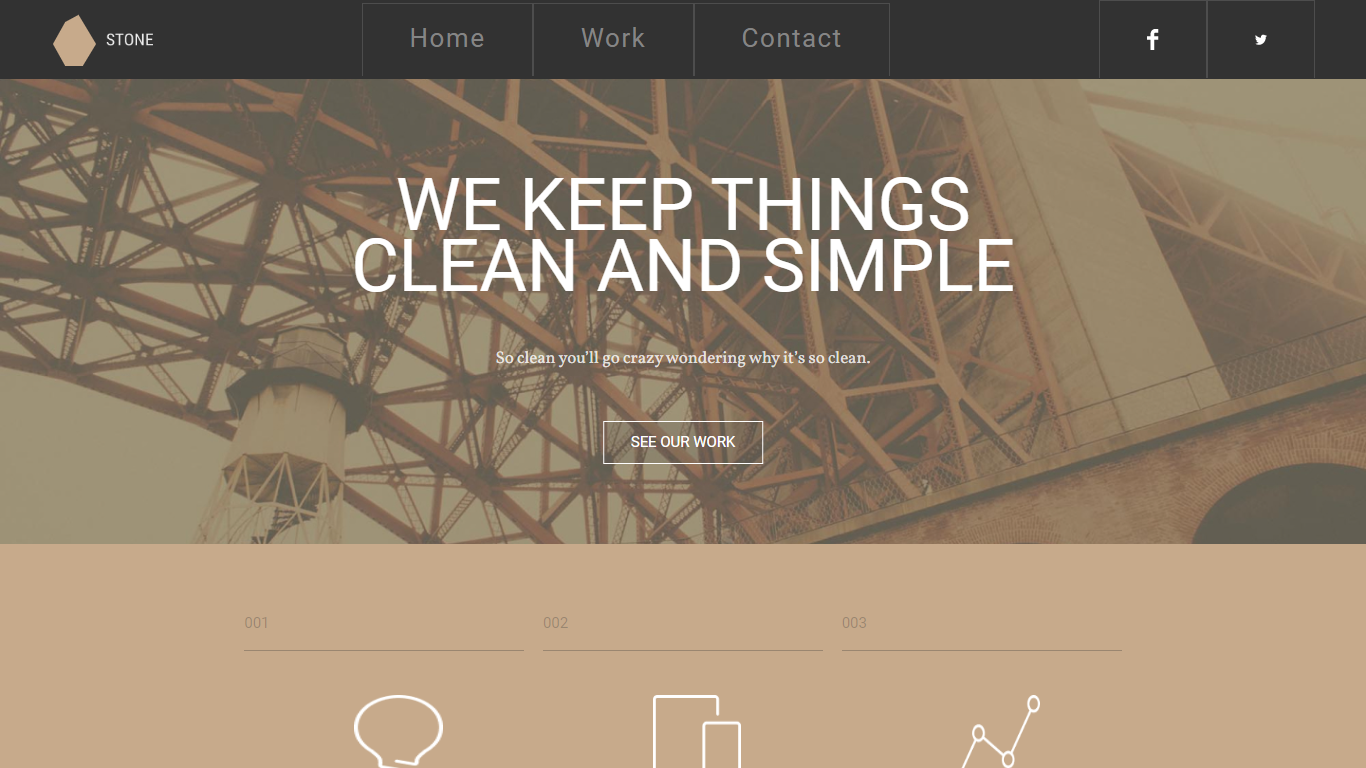 STONE
Home
Work
Contact
WE KEEP THINGS
CLEAN AND SIMPLE
So clean you'll go crazy wondering why it's so clean.
SEE OUR WORK
001
002
003